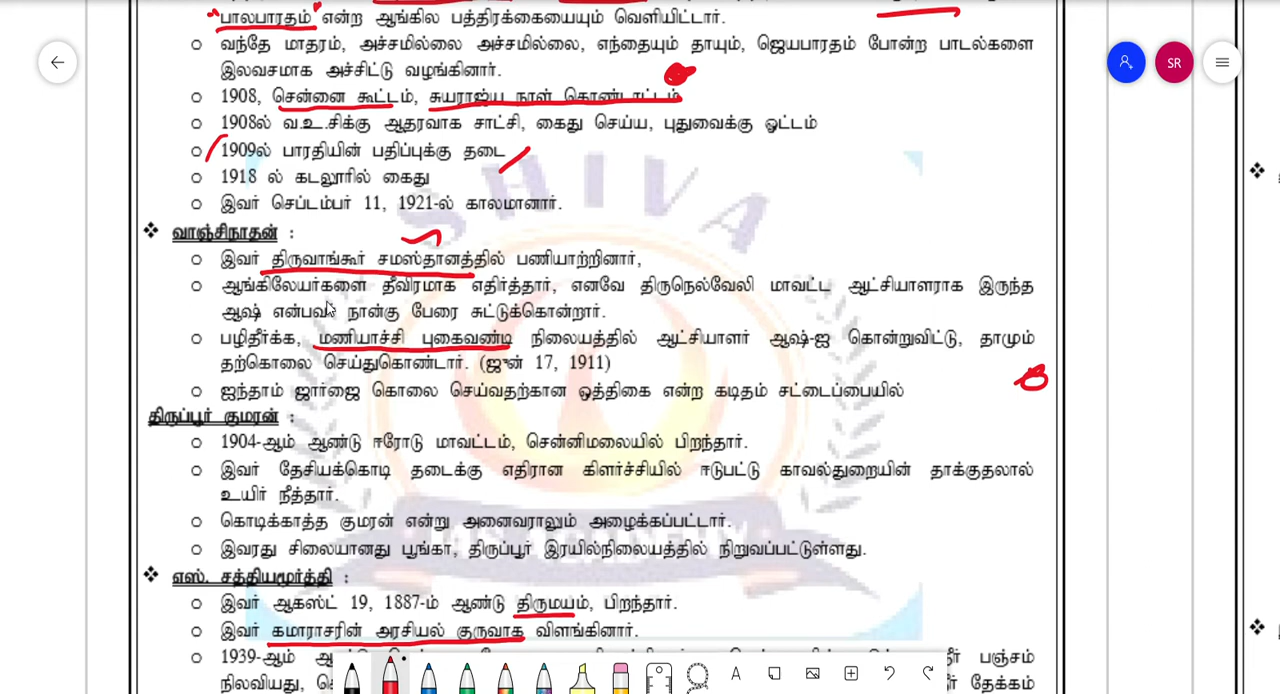 "பாலபாரதம்" என்ற ஆங்கில பத்திரக்கையையும் வெளியிட்டார்.
o வந்தே மாதரம், அச்சமில்லை அச்சமில்லை, எந்தையும் தாயும், ஜெயபாரதம் போன்ற பாடல்களை
இலவசமாக அச்சிட்டு வழங்கினார்.
o 1908, சென்னை கூட்டம், சுயராஜ்ய நாள் கொண்டாட்டம்
o 1908ல் வ.உ.சிக்கு ஆதரவாக சாட்சி, கைது செய்ய, புதுவைக்கு ஓட்டம்
o 1909ல் பாரதியின் பதிப்புக்கு தடை
o 1918 ல் கடலூரில் கைது
o இவர் செப்டம்பர் 11, 1921-ல் காலமானார்.
❖ வாஞ்சிநாதன் :
o இவர் திருவாங்கூர் சமஸ்தானத்தில் பணியாற்றினார்,
o ஆங்கிலேயர்களை தீவிரமாக எதிர்த்தார், எனவே திருநெல்வேலி மாவட்ட ஆட்சியாளராக இருந்த
ஆஷ் என்பவர் நான்கு பேரை சுட்டுக்கொன்றார்.
o பழிதீர்க்க, மணியாச்சி புகைவண்டி நிலையத்தில் ஆட்சியாளர் ஆஷ்-ஐ கொன்றுவிட்டு, தாமும்
தற்கொலை செய்துகொண்டார். (ஜுன் 17, 1911)
o ஐந்தாம் ஜார்ஜை கொலை செய்வதற்கான ஒத்திகை என்ற கடிதம் சட்டைப்பையில்
திருப்பூர் குமரன் :
o 1904-ஆம் ஆண்டு ஈரோடு மாவட்டம், சென்னிமலையில் பிறந்தார்.
o இவர் தேசியக்கொடி தடைக்கு எதிரான கிளர்ச்சியில் ஈடுபட்டு காவல்துறையின் தாக்குதலால்
உயிர் நீத்தார்.
o கொடிக்காத்த குமரன் என்று அனைவராலும் அழைக்கப்பட்டார்.
o இவரது சிலையானது பூங்கா, திருப்பூர் இரயில்நிலையத்தில் நிறுவப்பட்டுள்ளது.
❖ எஸ். சத்தியமூர்த்தி :
o இவர் ஆகஸ்ட் 19, 1887-ம் ஆண்டு திருமயம், பிறந்தார்.
o இவர் கமாராசரின் அரசியல் குருவாக விளங்கினார்.
o 1939-ஆம் பஞ்சம்
நிலவியது, தேக்கம்
SHIVA
SR
A